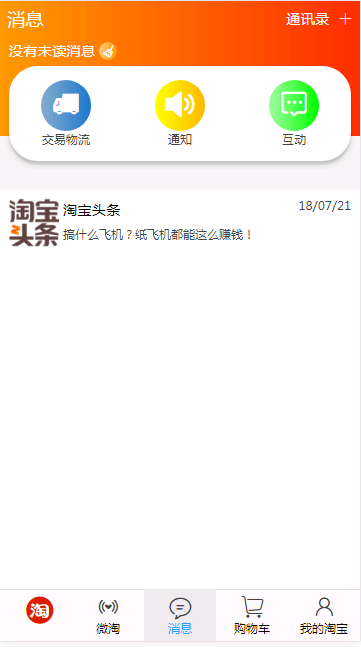 消息 通讯录 +
没有未读消息
交易物流 通知 互动
淘宝头条 淘宝头条 18/07/21
搞什么飞机？纸飞机都能这么赚钱！
淘
微淘 消息 购物车 我的淘宝